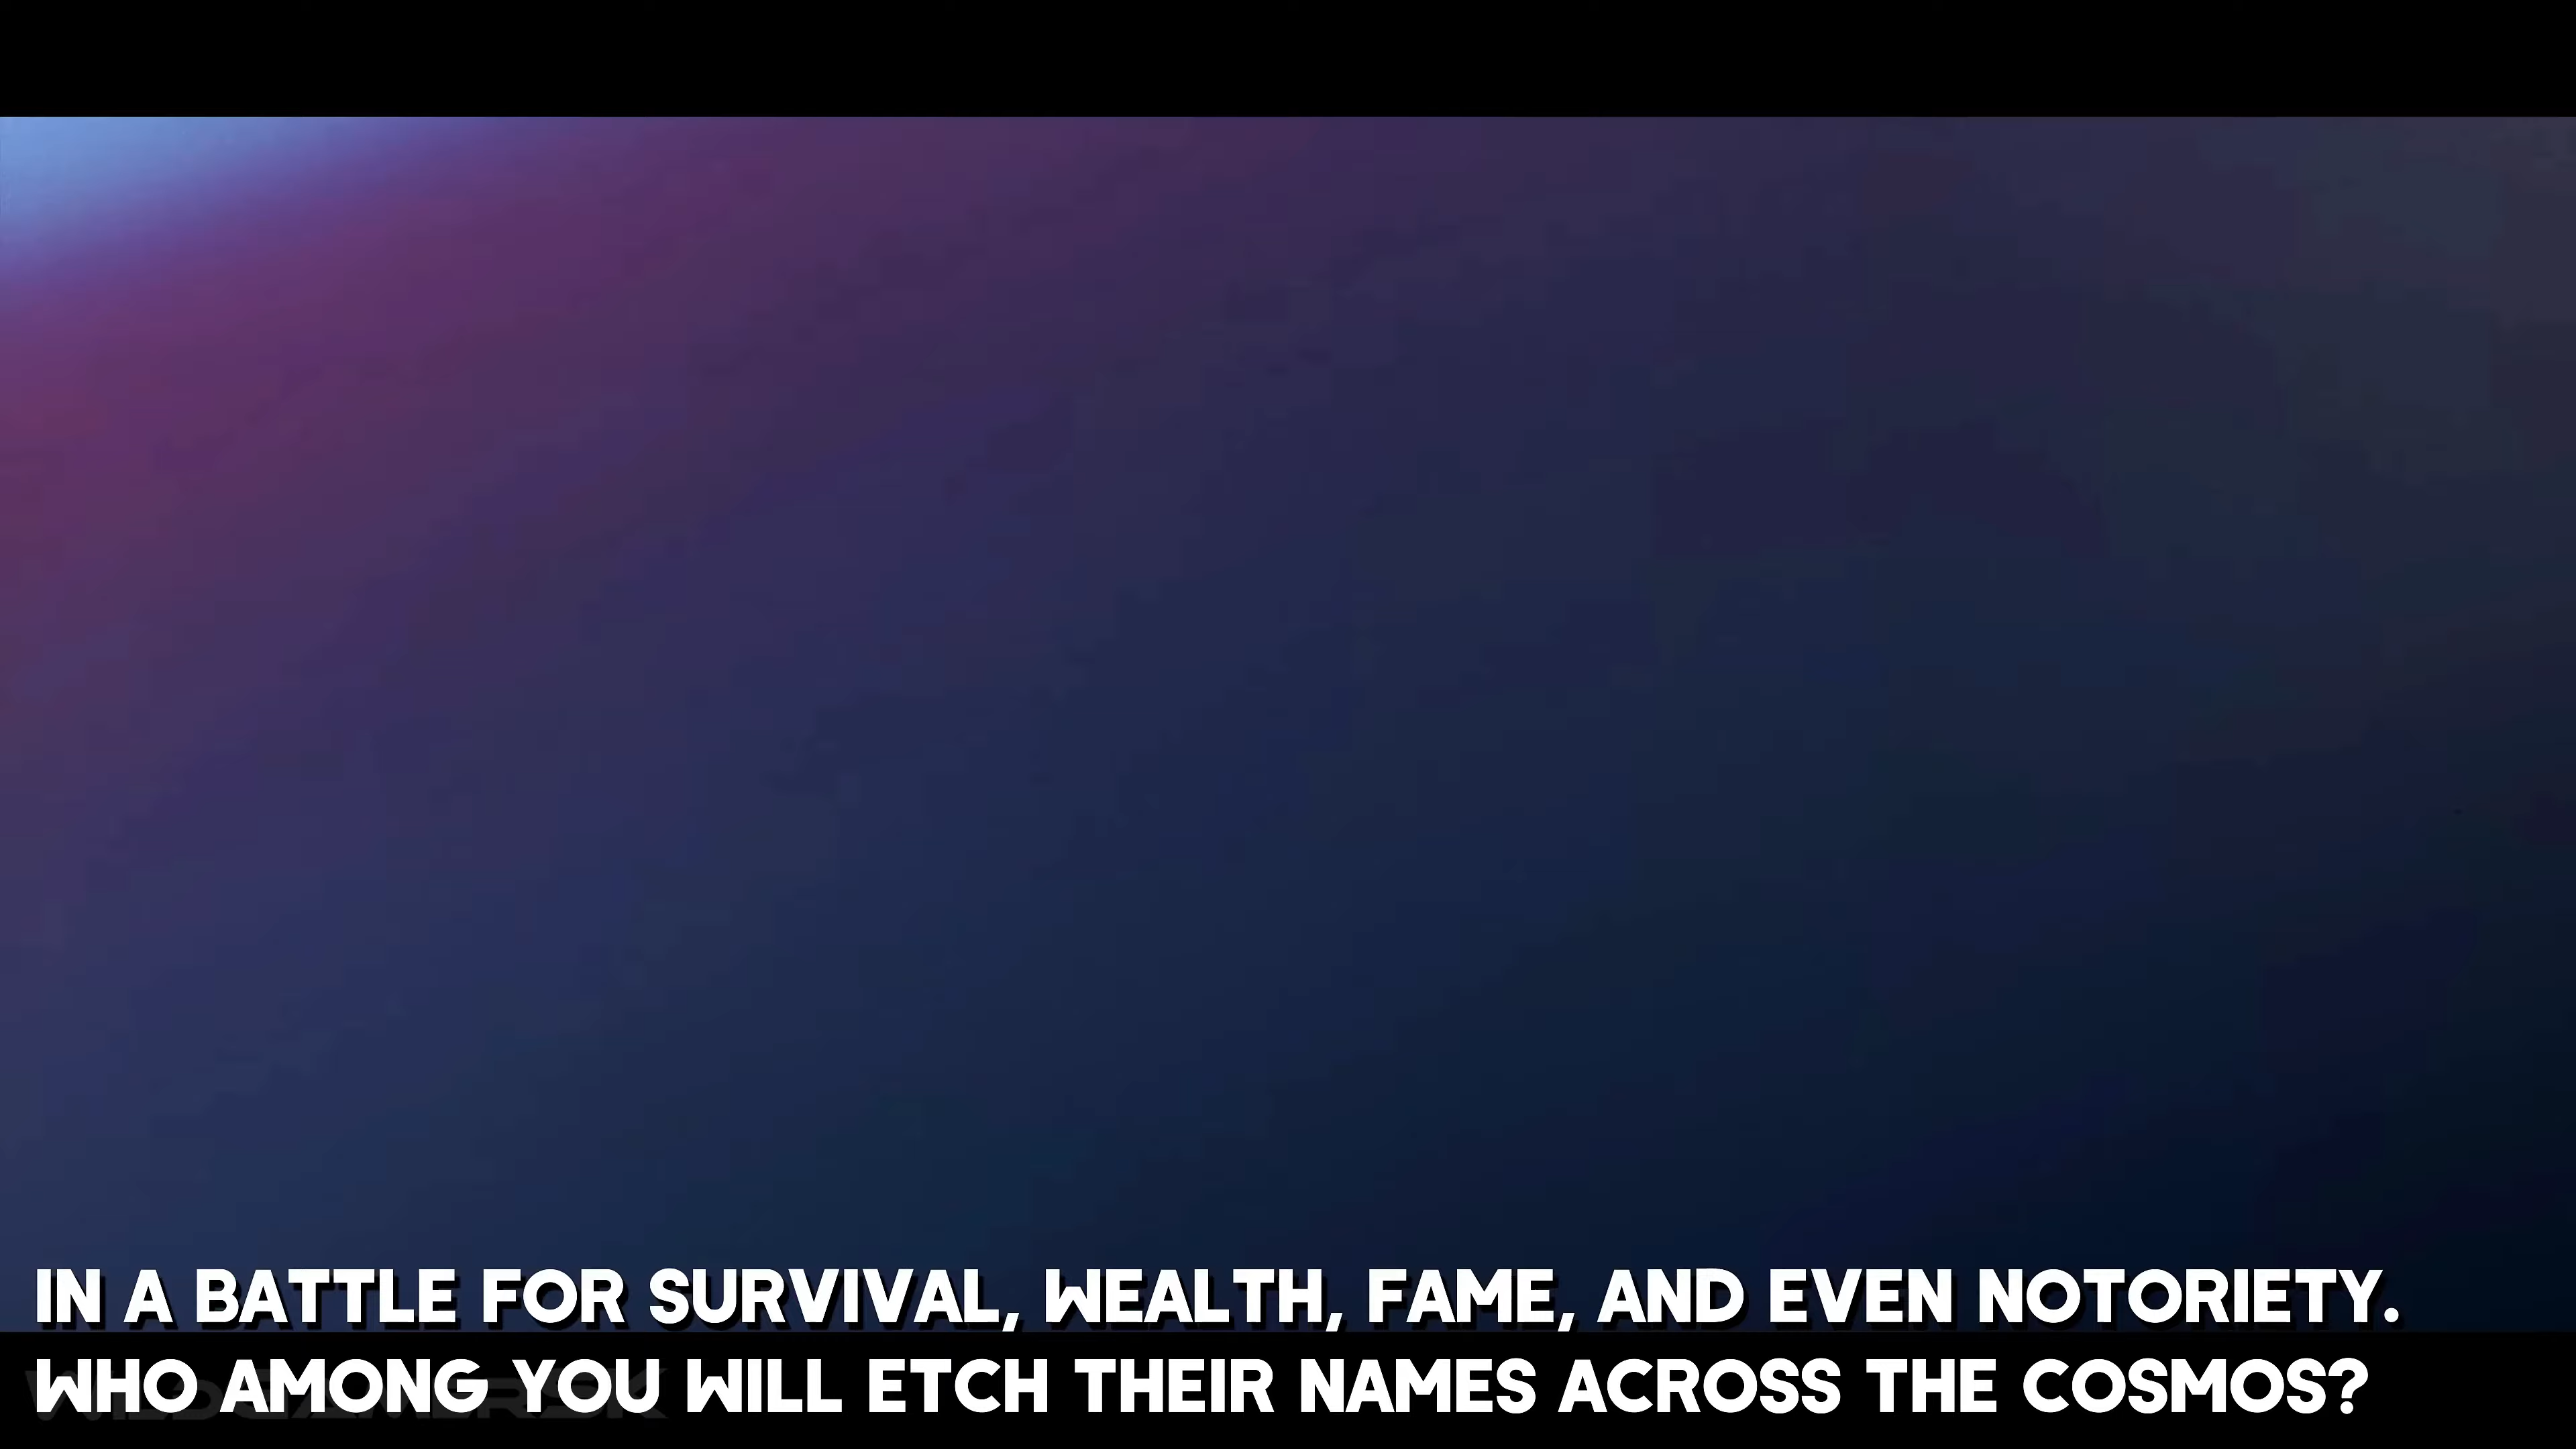 IN A BATTLE FOR SURVIVAL, WEALTH, FAME, AND EVEN NOTORIETY.
WHO AMONG YOU WILL ETCH THEIR NAMES ACROSS THE COSMOS?
WILDGAMERSK